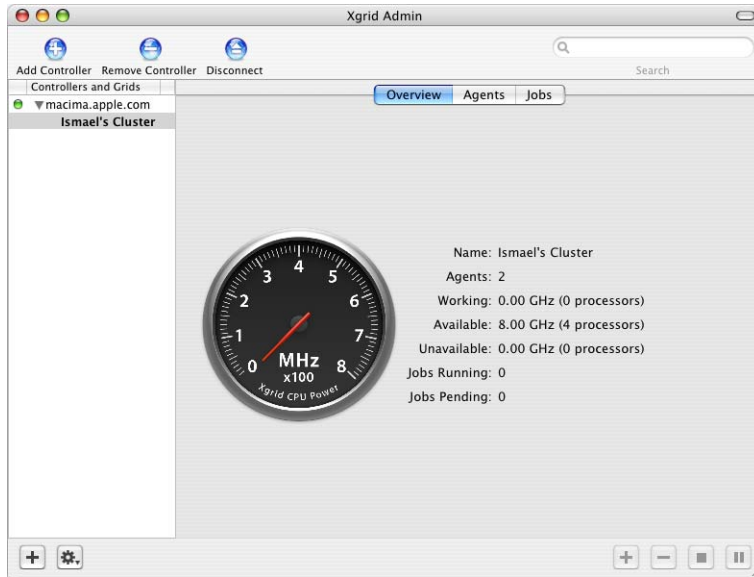 Xgrid Admin
Add Controller Remove Controller Disconnect
Search
Controllers and Grids
macima.apple.com
Ismael's Cluster
Overview Agents Jobs
0 1 2 3 4 5 6 7 8
MHz
x100
Xgrid CPU Power
Name: Ismael's Cluster
Agents: 2
Working: 0.00 GHz (0 processors)
Available: 8.00 GHz (4 processors)
Unavailable: 0.00 GHz (0 processors)
Jobs Running: 0
Jobs Pending: 0